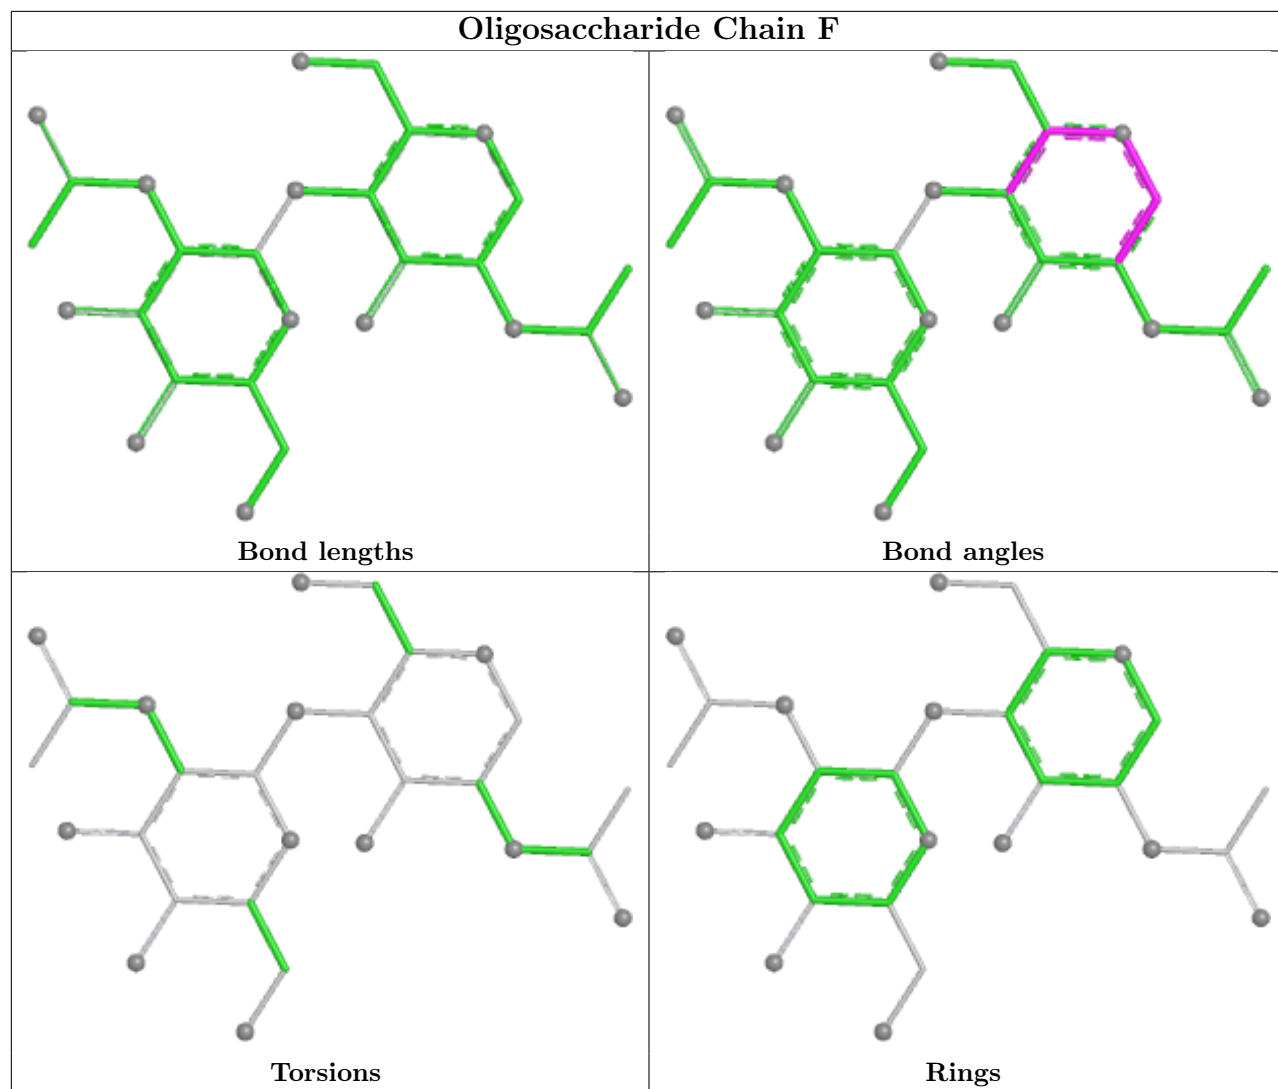 Oligosaccharide Chain F
Bond lengths
Bond angles
Torsions
Rings